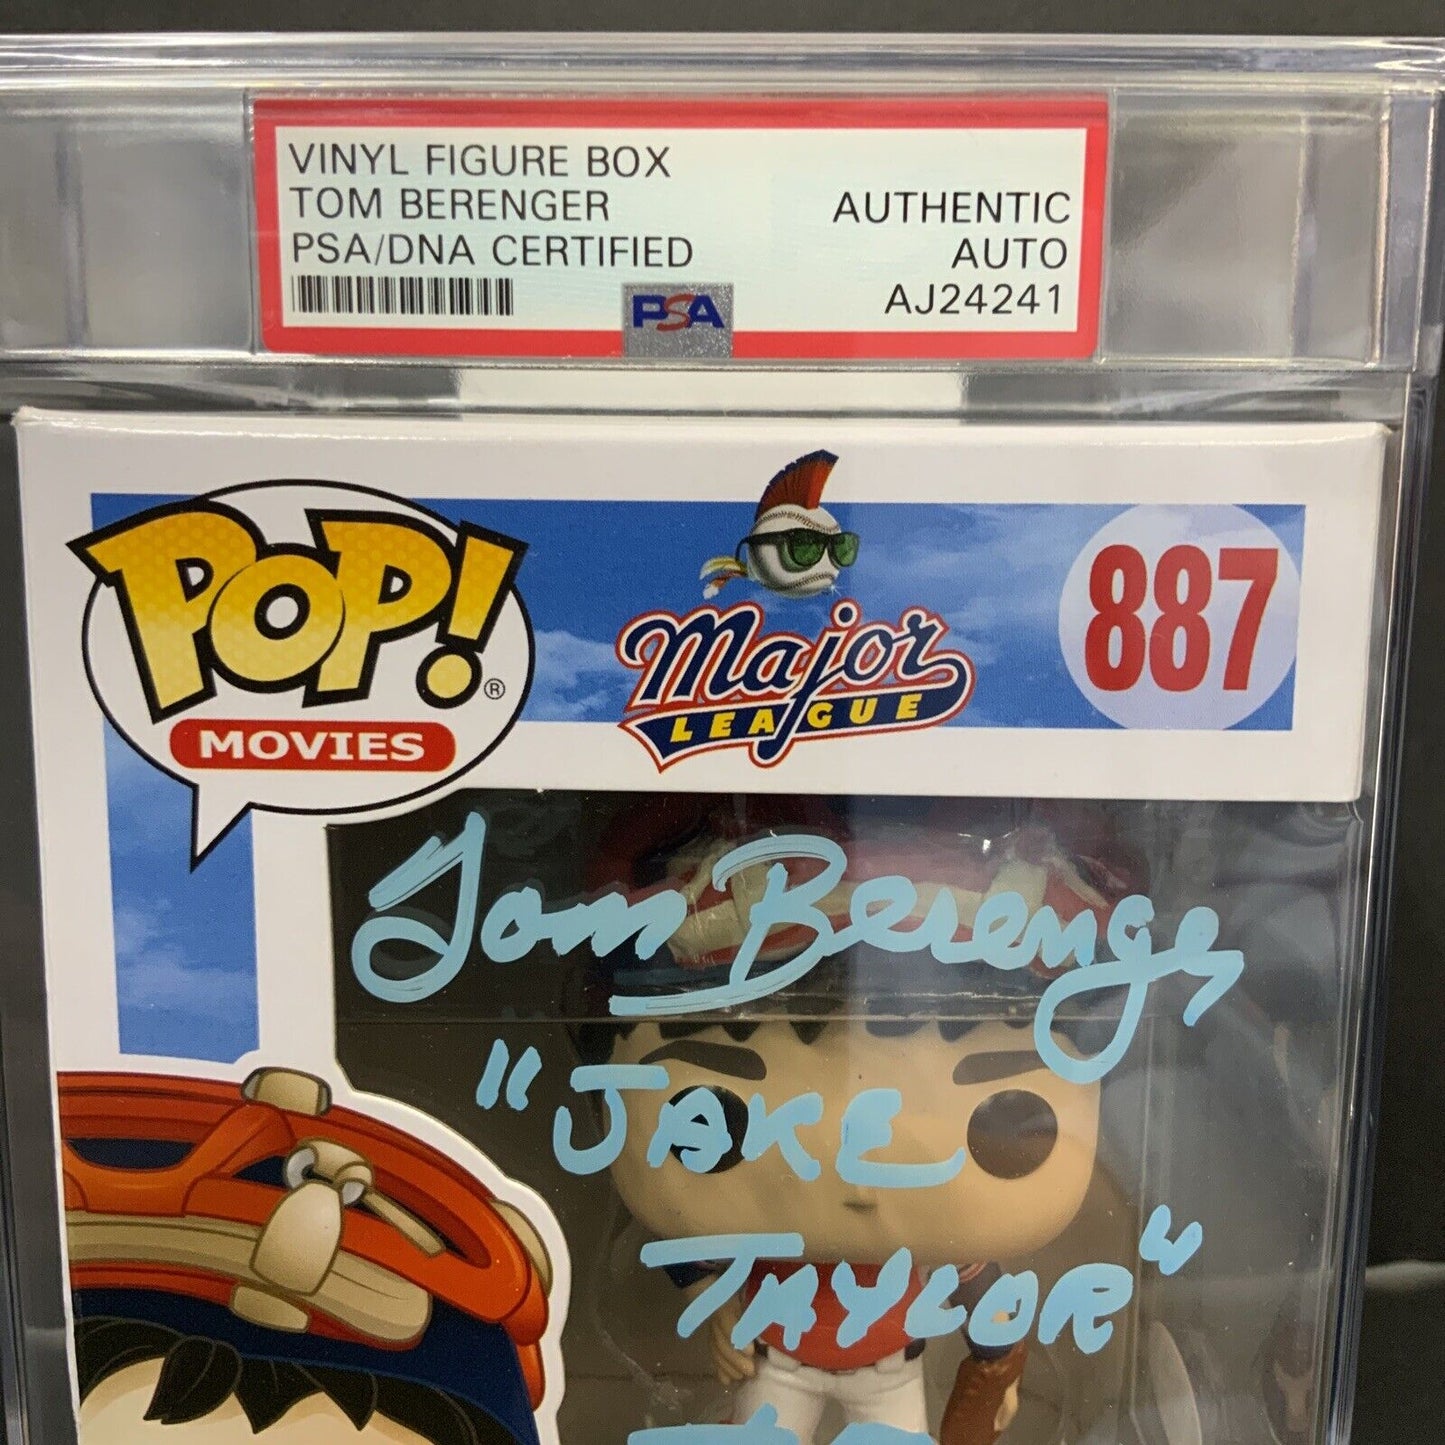 VINYL FIGURE BOX
TOM BERENGER
PSA/DNA CERTIFIED
AUTHENTIC
AUTO
AJ24241
PSA
POP!®
MOVIES
Major
LEAGUE
887
Tom Berenger
"JAKE
TAYLOR"